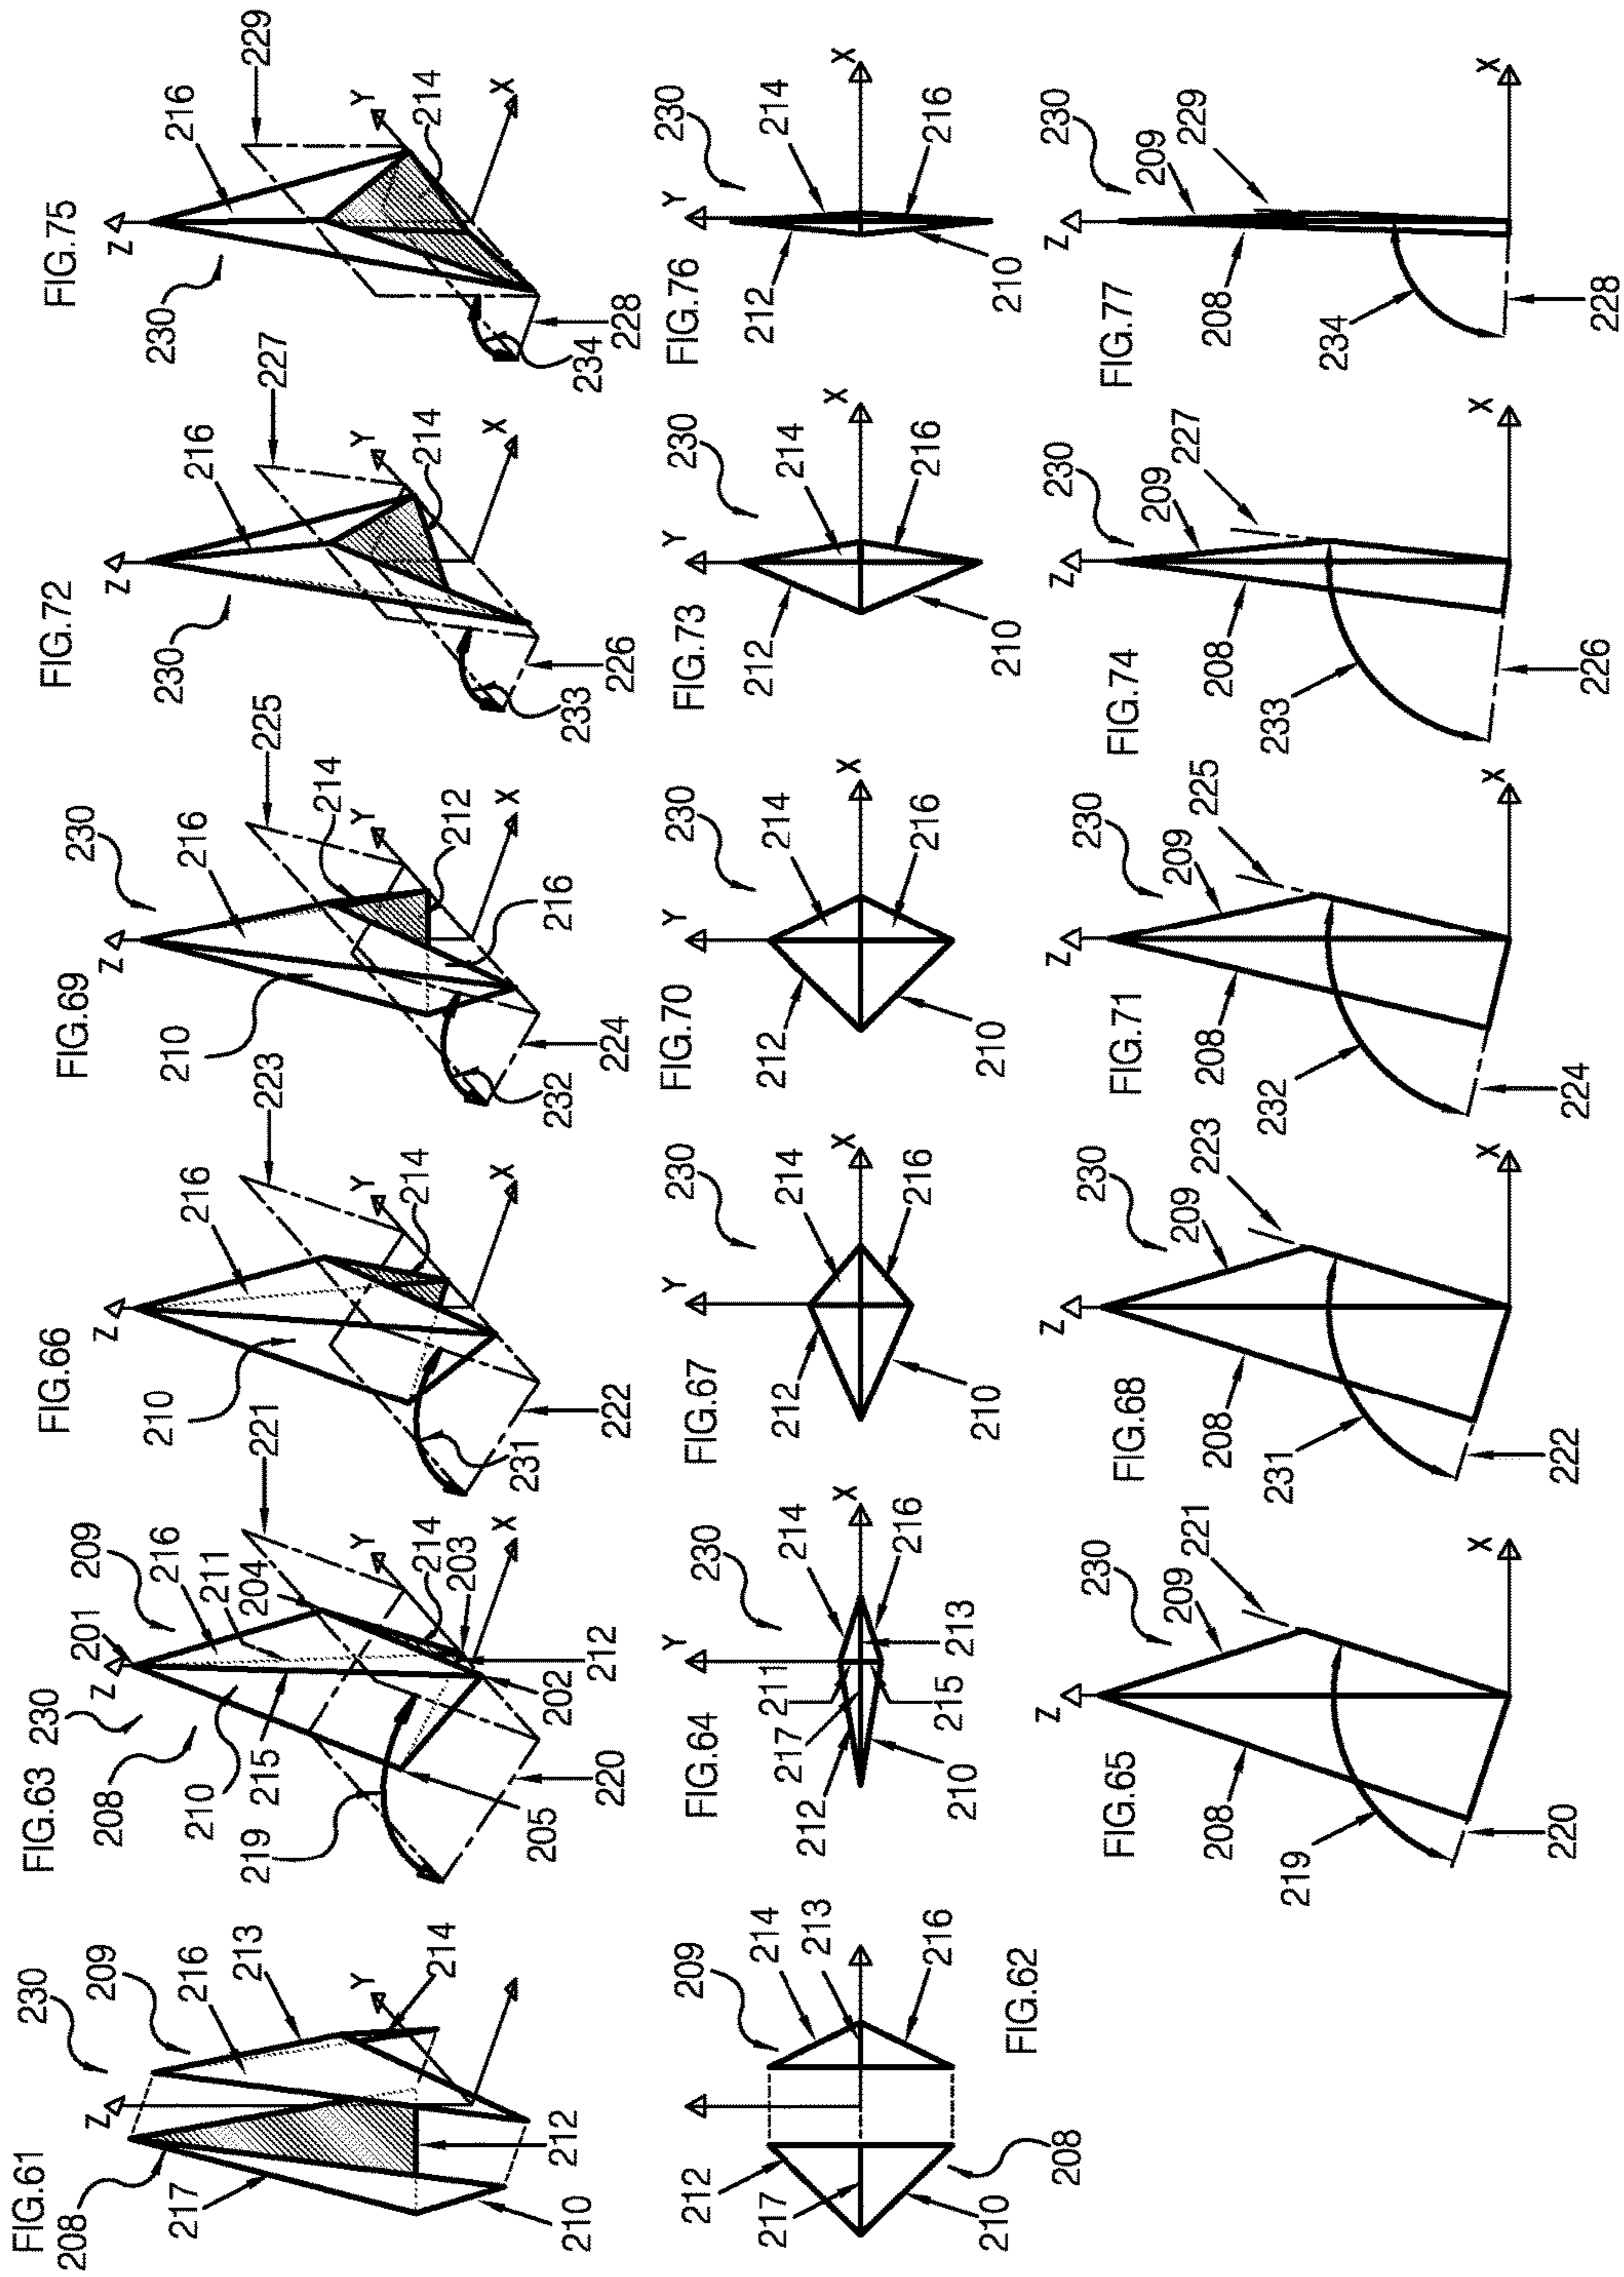 FIG.61
230
209
216
213
Z
Y
214
208
217
212
210
FIG.62
209
214
213
216
212
217
210
208
FIG.63
230
201
209
216
211
204
Z
221
Y
214
203
X
208
210
215
219
202
212
205
220
FIG.64
Y
230
214
X
216
211
213
217
215
212
210
FIG.65
Z
230
209
221
X
208
219
220
FIG.66
Z
216
223
Y
214
X
210
231
222
FIG.67
Y
230
214
X
216
212
210
FIG.68
Z
230
209
223
X
208
231
222
FIG.69
Z
230
216
225
214
Y
212
X
210
216
232
224
FIG.70
Y
230
214
X
216
212
210
FIG.71
Z
230
209
225
X
208
232
224
FIG.72
Z
216
227
Y
214
X
230
233
226
FIG.73
Y
230
214
X
216
212
210
FIG.74
Z
230
209
227
X
208
233
226
FIG.75
Z
216
229
Y
214
X
230
234
228
FIG.76
Y
230
214
X
216
212
210
FIG.77
Z
230
209
229
X
208
234
228